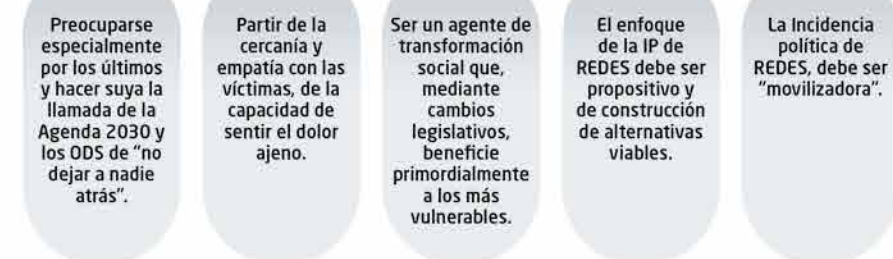 Preocuparse
especialmente
por los últimos
y hacer suya la
llamada de la
Agenda 2030 y
los ODS de “no
dejar a nadie
atrás”.
Partir de la
cercanía y
empatía con las
víctimas, de la
capacidad de
sentir el dolor
ajeno.
Ser un agente de
transformación
social que,
mediante
cambios
legislativos,
beneficie
primordialmente
a los más
vulnerables.
El enfoque
de la IP de
REDES debe ser
propositivo y
de construcción
de alternativas
viables.
La Incidencia
política de
REDES, debe ser
“movilizadora”.